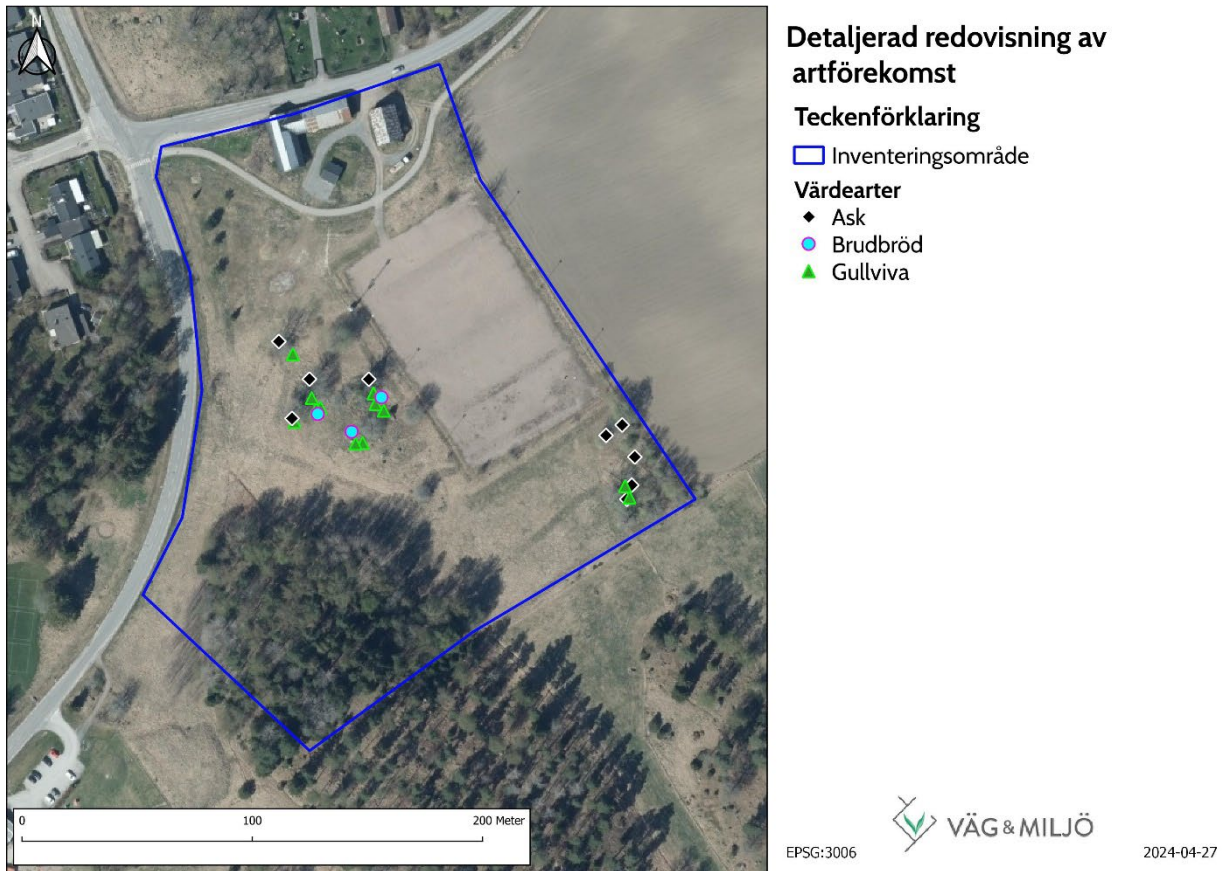 N
Detaljerad redovisning av
artförekomst
Teckenförklaring
Inventeringsområde
Värdearter
Ask
Brudbröd
Gullviva
0 100 200 Meter
VÄG & MILJÖ
EPSG:3006 2024-04-27